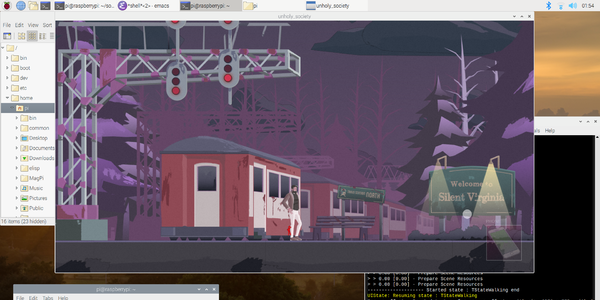 pi@raspberrypi: ~/so...
*shell*<2> - emacs
pi@raspberrypi: ~
pi
unholy_society
01:54
unholy_society
File Edit View Sort
/
bin
boot
dev
etc
home
bin
common
Desktop
Documents
Downloads
elisp
MagPi
Music
Pictures
Public
16 items (23 hidden)
Help
Welcome to
Silent Virginia
> > 0.60 [0.00] - Prepare Scene Resources
> > 0.60 [0.00] - Prepare Scene Resources
-------------------- Started state : TStateWalking end
UIState: Resuming state : TStateWalking
pi@raspberrypi: ~
File Edit Tabs Help